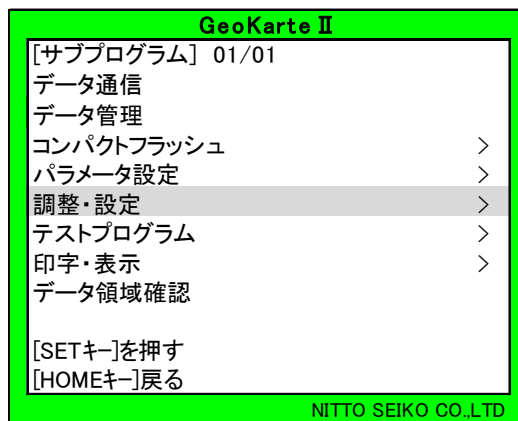 GeoKarteⅡ
[サブプログラム] 01/01
データ通信
データ管理
コンパクトフラッシュ >
パラメータ設定 >
調整・設定 >
テストプログラム >
印字・表示 >
データ領域確認
[SETキー]を押す
[HOMEキー]戻る
NITTO SEIKO CO.,LTD